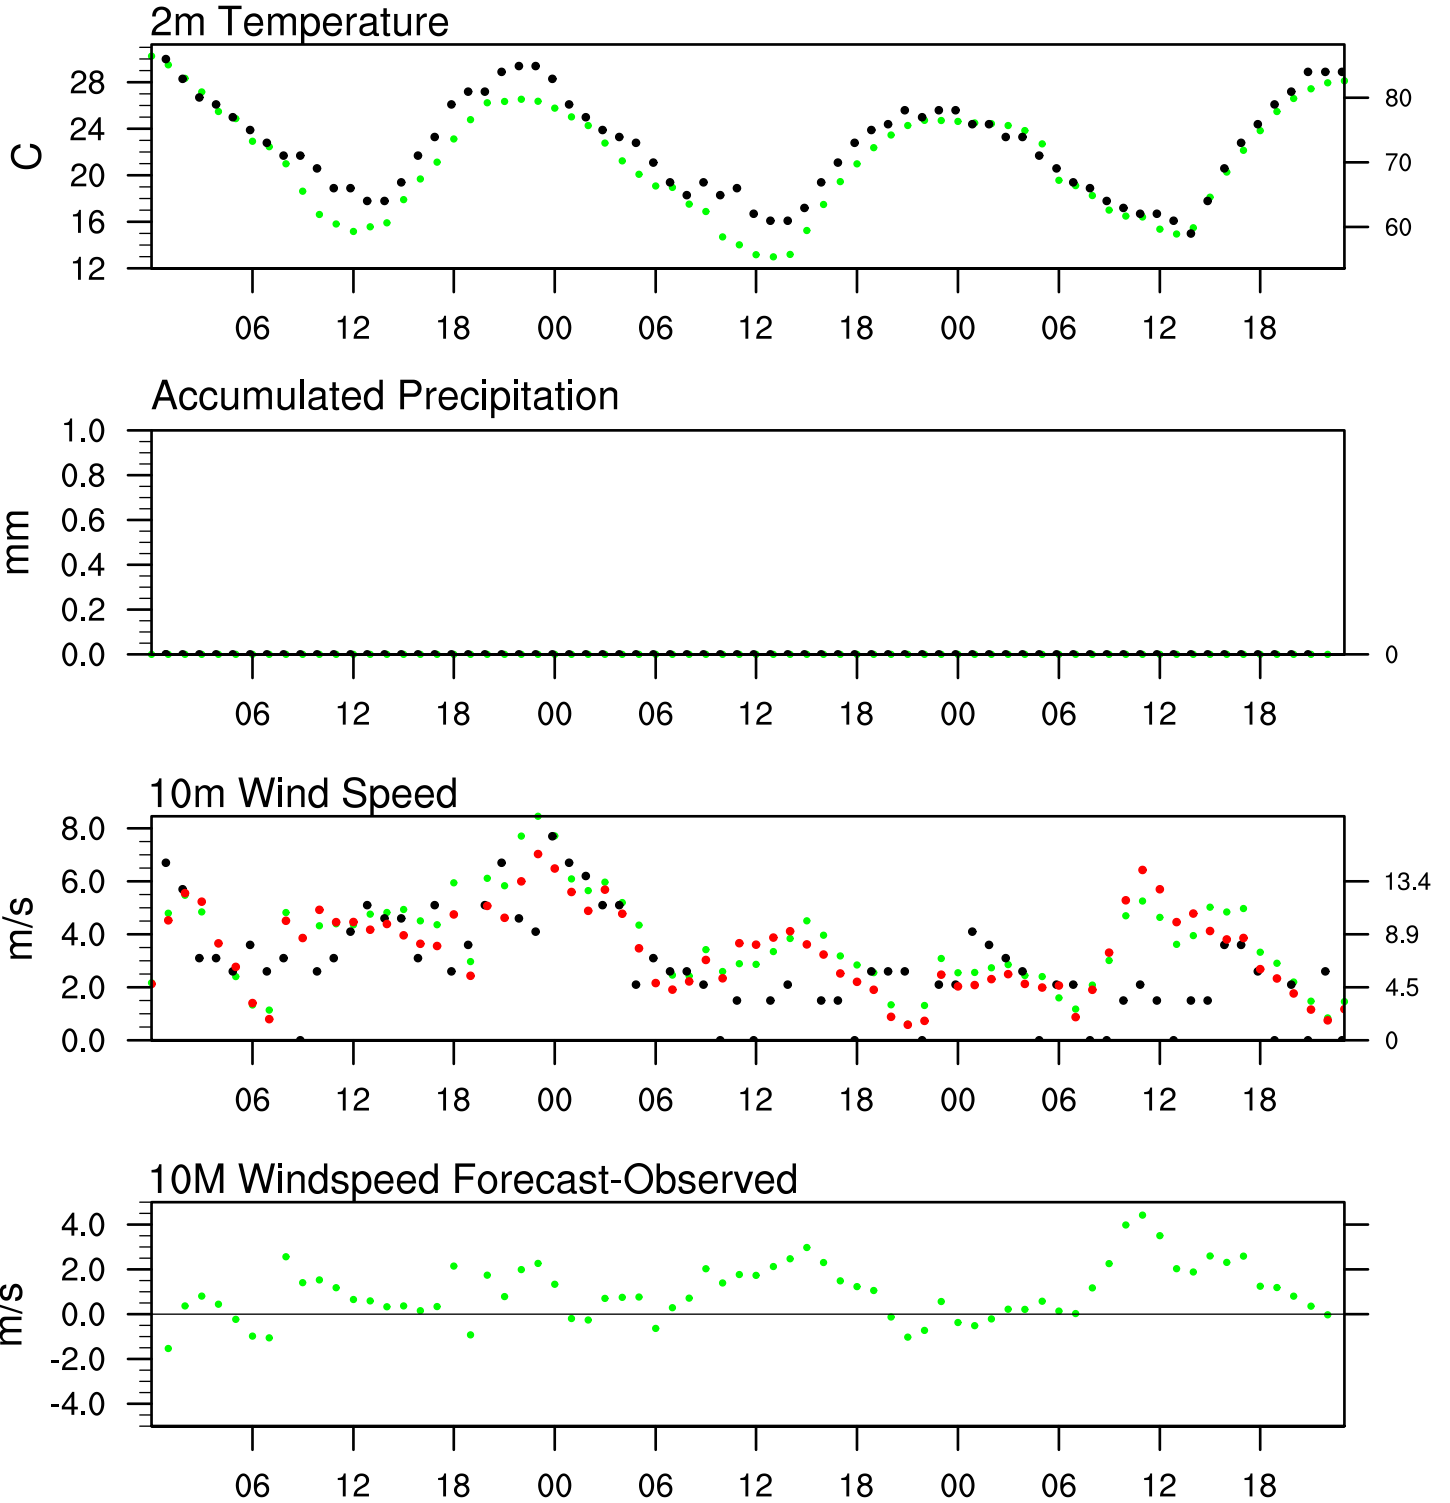 2m Temperature
C
28
24
20
16
12
80
70
60
06 12 18 00 06 12 18 00 06 12 18
Accumulated Precipitation
mm
1.0
0.8
0.6
0.4
0.2
0.0
0
06 12 18 00 06 12 18 00 06 12 18
10m Wind Speed
m/s
8.0
6.0
4.0
2.0
0.0
13.4
8.9
4.5
0
06 12 18 00 06 12 18 00 06 12 18
10M Windspeed Forecast-Observed
m/s
4.0
2.0
0.0
-2.0
-4.0
06 12 18 00 06 12 18 00 06 12 18